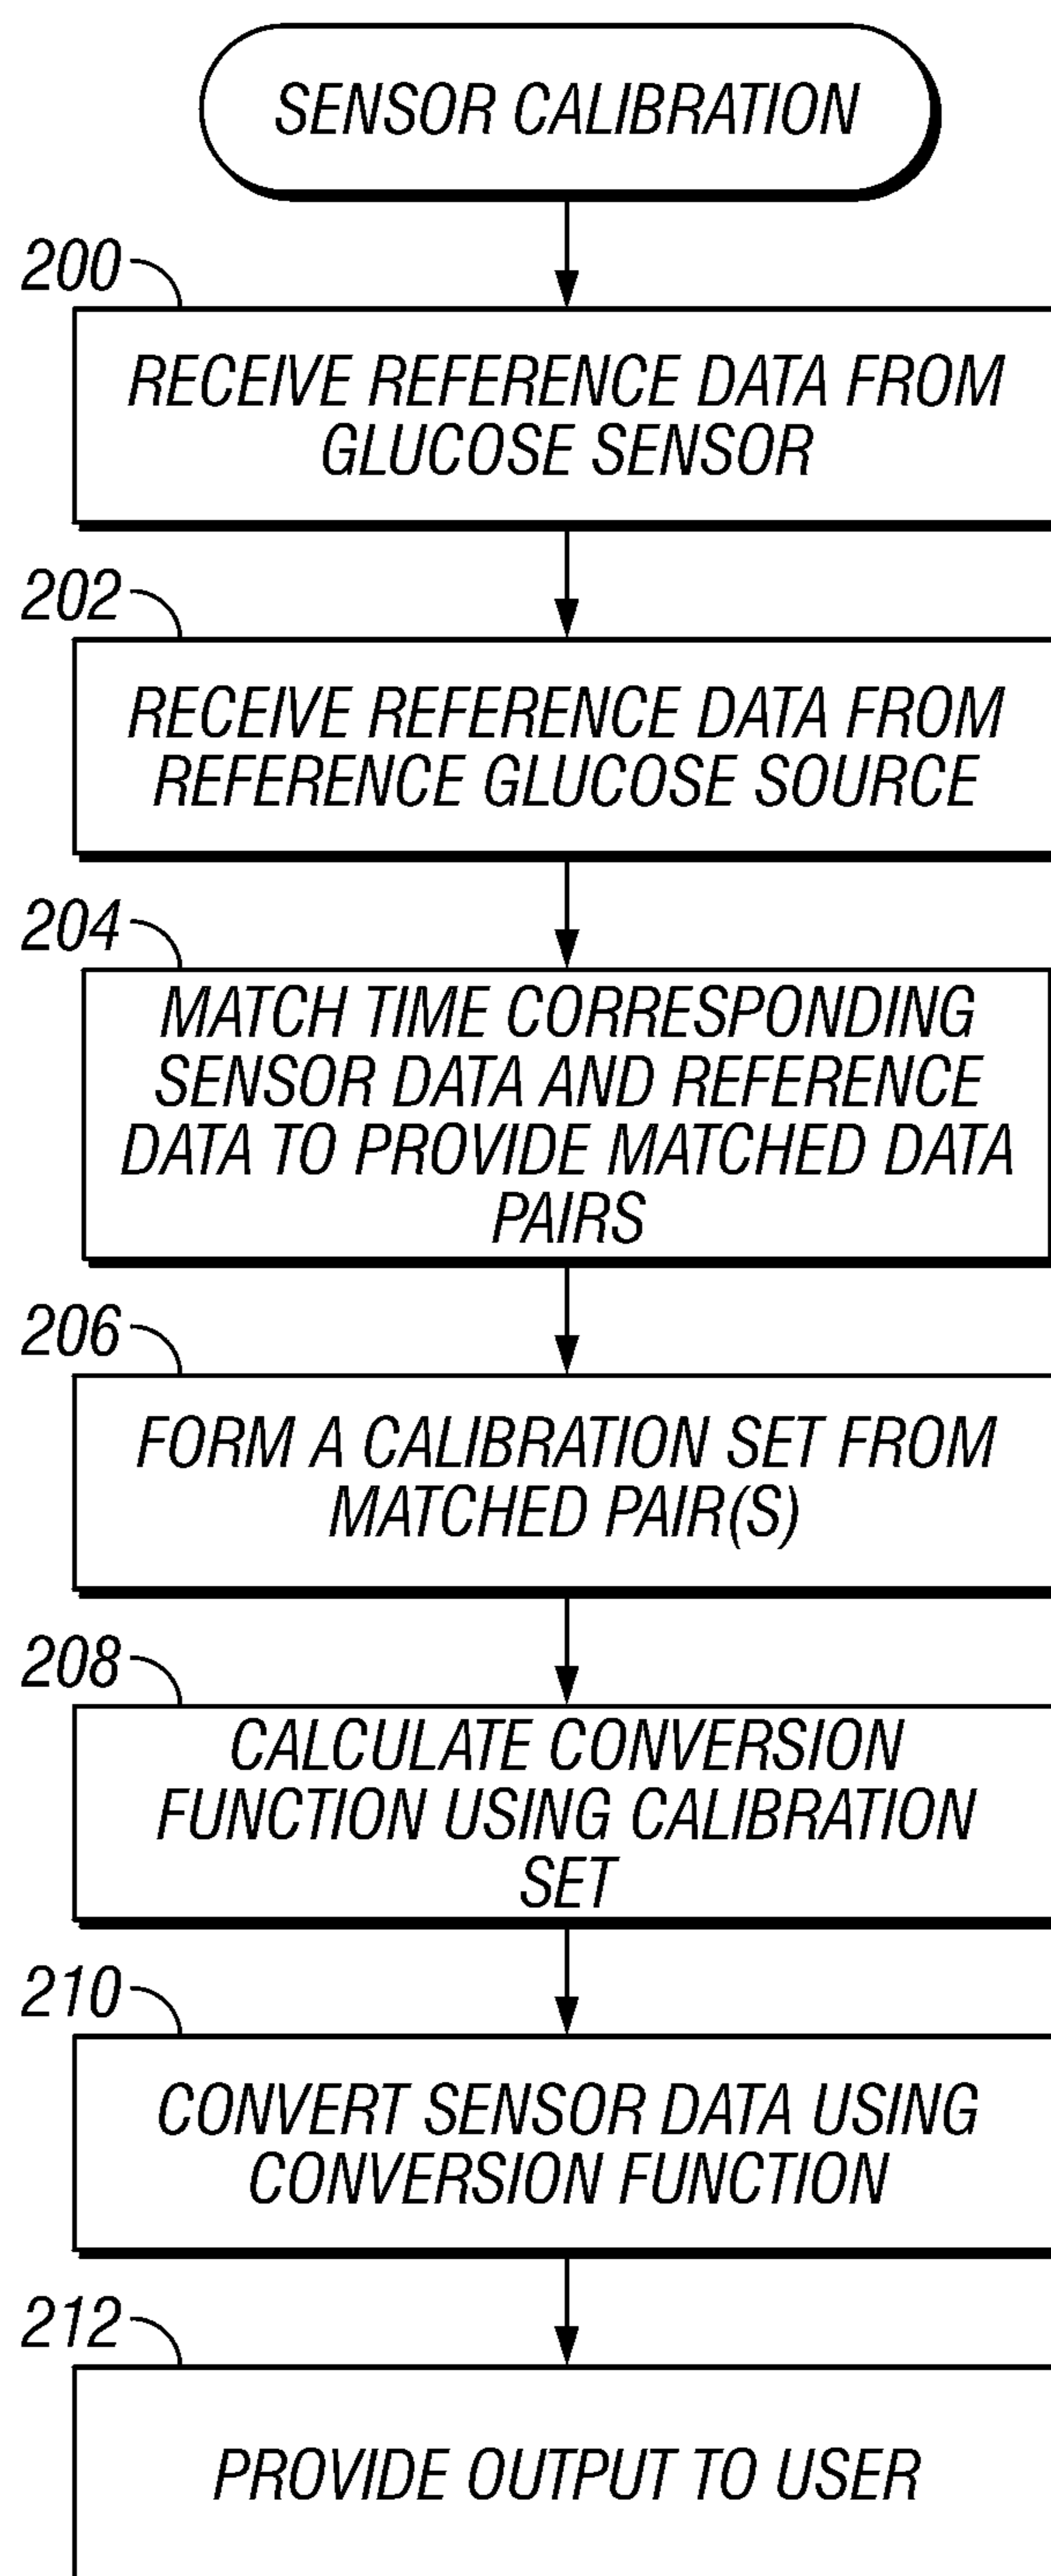 SENSOR CALIBRATION
200
RECEIVE REFERENCE DATA FROM
GLUCOSE SENSOR
202
RECEIVE REFERENCE DATA FROM
REFERENCE GLUCOSE SOURCE
204
MATCH TIME CORRESPONDING
SENSOR DATA AND REFERENCE
DATA TO PROVIDE MATCHED DATA
PAIRS
206
FORM A CALIBRATION SET FROM
MATCHED PAIR(S)
208
CALCULATE CONVERSION
FUNCTION USING CALIBRATION
SET
210
CONVERT SENSOR DATA USING
CONVERSION FUNCTION
212
PROVIDE OUTPUT TO USER